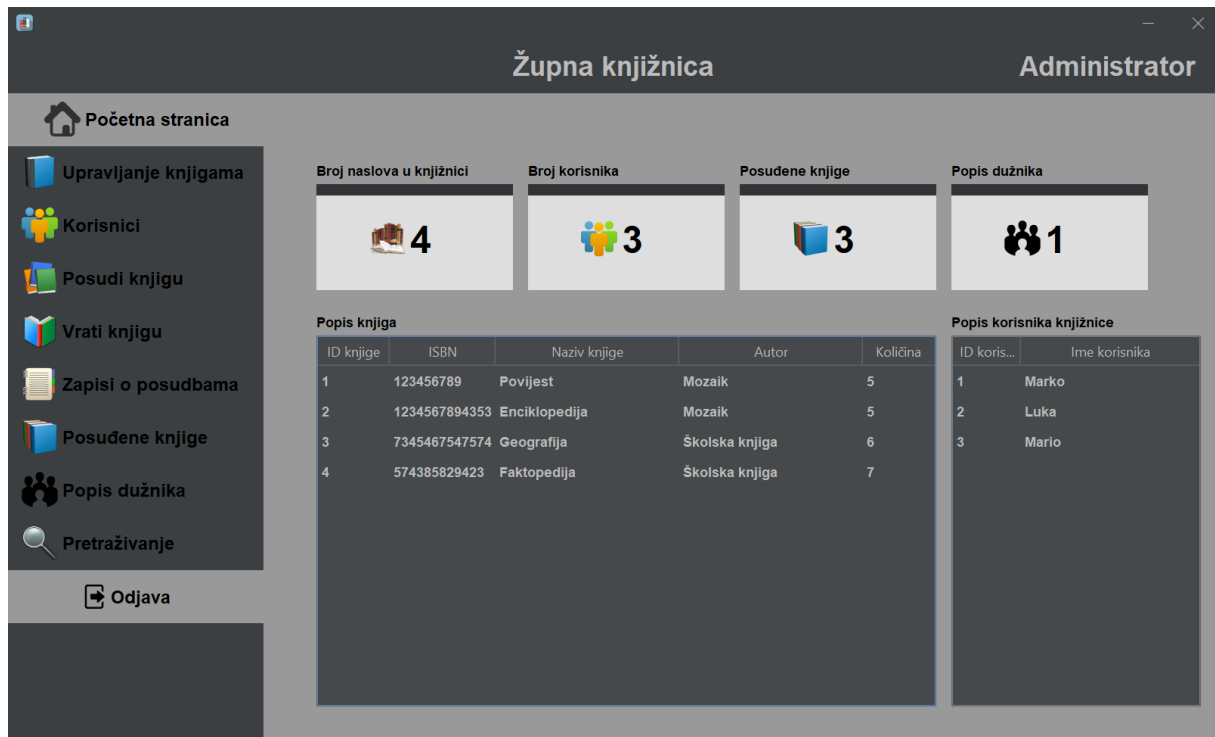 Župna knjižnica
Administrator
Početna stranica
Upravljanje knjigama
Korisnici
Posudi knjigu
Vrati knjigu
Zapisi o posudbama
Posuđene knjige
Popis dužnika
Pretraživanje
Odjava
Broj naslova u knjižnici
4
Broj korisnika
3
Posuđene knjige
3
Popis dužnika
1
Popis knjiga
ID knjige ISBN Naziv knjige Autor Količina
1 123456789 Povijest Mozaik 5
2 1234567894353 Enciklopedija Mozaik 5
3 7345467547574 Geografija Školska knjiga 6
4 574385829423 Faktopedija Školska knjiga 7
Popis korisnika knjižnice
ID koris... Ime korisnika
1 Marko
2 Luka
3 Mario